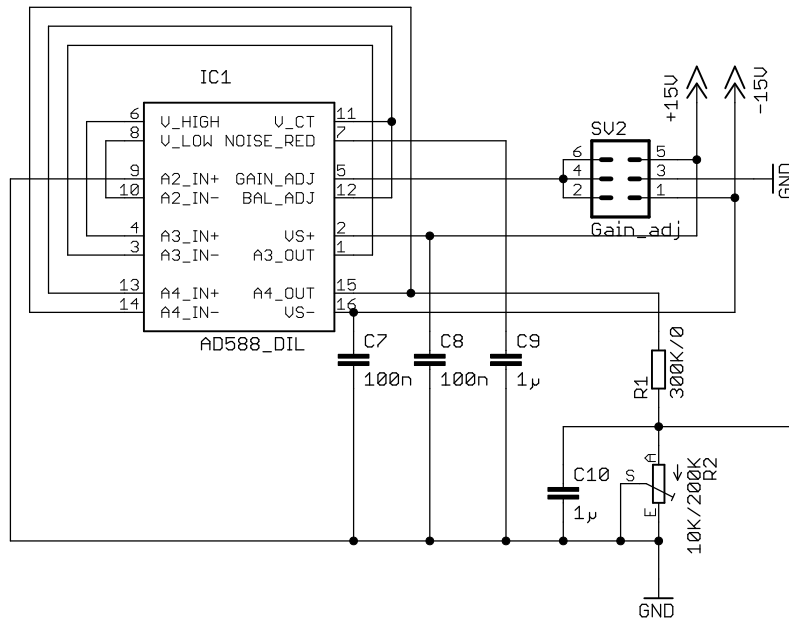 IC1
6 V_HIGH V_CT 11
8 V_LOW NOISE_RED 7
9 A2_IN+ GAIN_ADJ 5
10 A2_IN- BAL_ADJ 12
4 A3_IN+ VS+ 2
3 A3_IN- A3_OUT 1
13 A4_IN+ A4_OUT 15
14 A4_IN- VS- 16
AD588_DIL
+15V
-15V
SV2
6 5
4 3
2 1
Gain_adj
GND
C7
100n
C8
100n
C9
1µ
R1
300K/0
C10
1µ
S
A
E
R2
10K/200K
GND